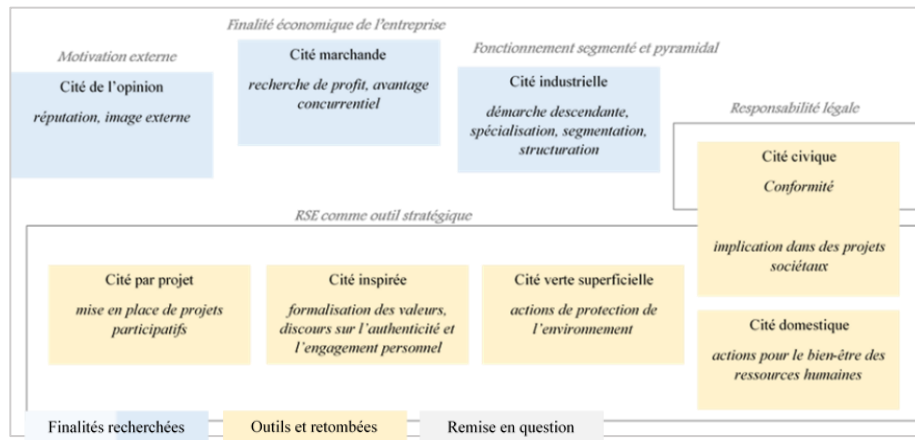 Finalité économique de l'entreprise
Motivation externe
Fonctionnement segmenté et pyramidal
Cité de l'opinion
réputation, image externe
Cité marchande
recherche de profit, avantage
concurrentiel
Cité industrielle
démarche descendante,
spécialisation, segmentation,
structuration
Responsabilité légale
Cité civique
Conformité
implication dans des projets
sociétaux
RSE comme outil stratégique
Cité par projet
mise en place de projets
participatifs
Cité inspirée
formalisation des valeurs,
discours sur l'authenticité et
l'engagement personnel
Cité verte superficielle
actions de protection de
l'environnement
Cité domestique
actions pour le bien-être des
ressources humaines
Finalités recherchées
Outils et retombées
Remise en question